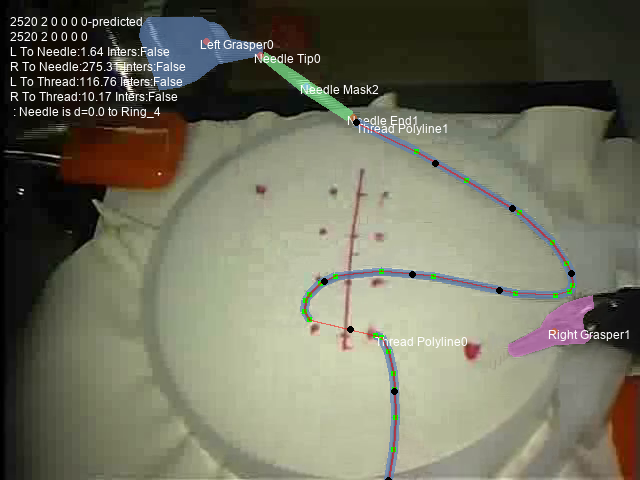 2520 2 0 0 0 0-predicted
2520 2 0 0 0 0
L To Needle:1.64 Inters:False
R To Needle:275.31 Inters:False
L To Thread:116.76 Inters:False
R To Thread:10.17 Inters:False
: Needle is d=0.0 to Ring_4
Left Grasper0
Needle Tip0
Needle Mask2
Needle End1
Thread Polyline1
Right Grasper1
Thread Polyline0